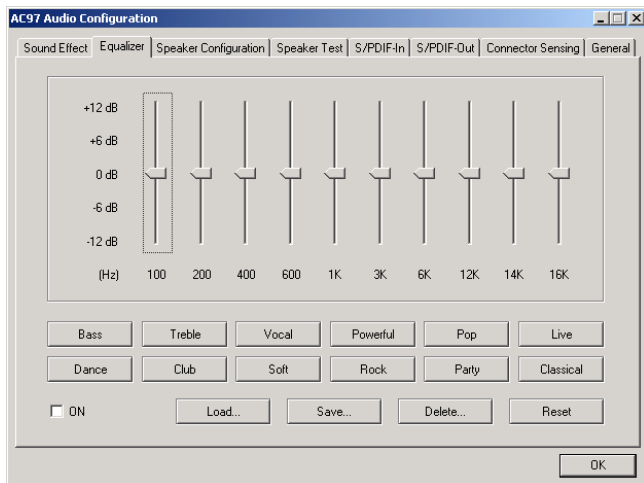 AC97 Audio Configuration
Sound Effect Equalizer Speaker Configuration Speaker Test S/PDIF-In S/PDIF-Out Connector Sensing General
+12 dB
+6 dB
0 dB
-6 dB
-12 dB
(Hz) 100 200 400 600 1K 3K 6K 12K 14K 16K
Bass Treble Vocal Powerful Pop Live
Dance Club Soft Rock Party Classical
ON Load... Save... Delete... Reset
OK